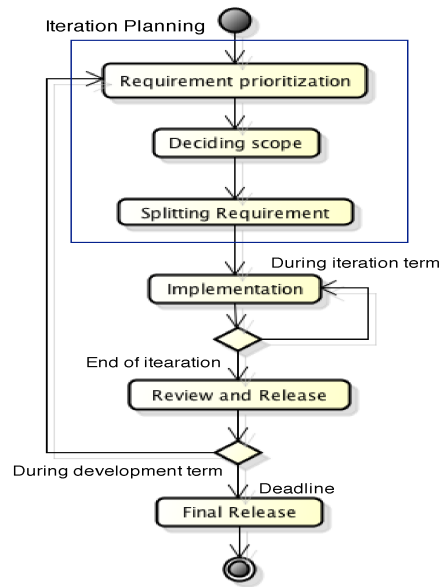 Iteration Planning
Requirement prioritization
Deciding scope
Splitting Requirement
During iteration term
Implementation
End of itearation
Review and Release
During development term
Deadline
Final Release